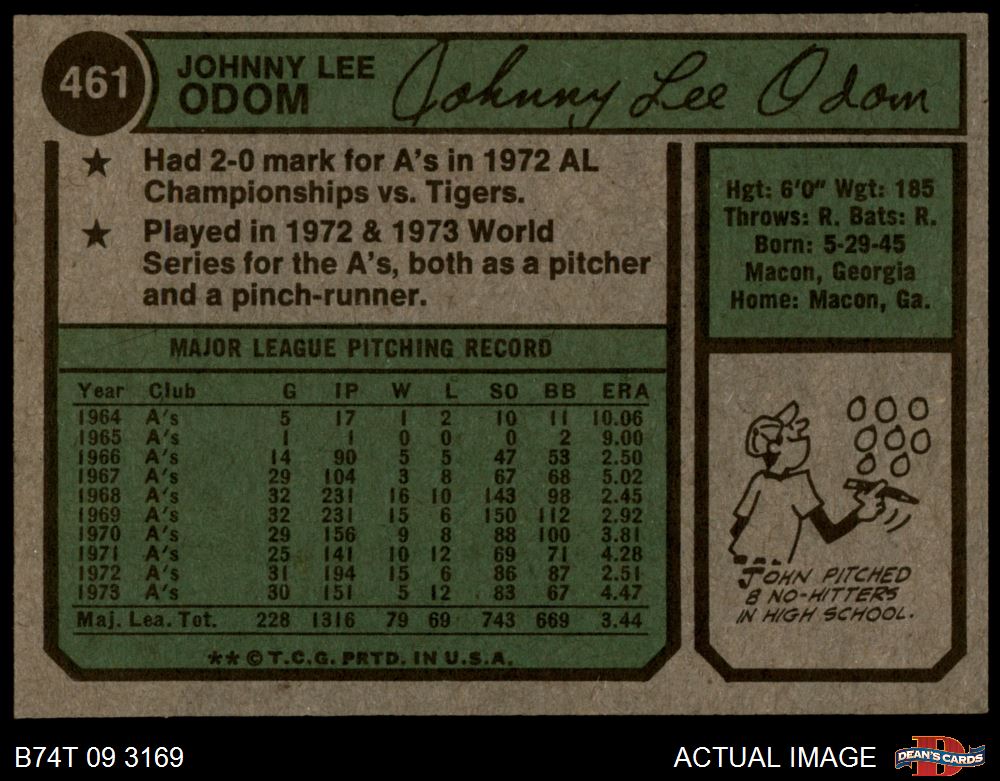 461
JOHNNY LEE
ODOM
Johnny Lee Odom
★ Had 2-0 mark for A's in 1972 AL
Championships vs. Tigers.
★ Played in 1972 & 1973 World
Series for the A's, both as a pitcher
and a pinch-runner.
Hgt: 6'0" Wgt: 185
Throws: R. Bats: R.
Born: 5-29-45
Macon, Georgia
Home: Macon, Ga.
MAJOR LEAGUE PITCHING RECORD
Year Club G IP W L SO BB ERA
1964 A's 5 17 1 2 10 11 10.06
1965 A's 1 1 0 0 0 2 9.00
1966 A's 14 90 5 5 47 53 2.50
1967 A's 29 104 3 8 67 68 5.02
1968 A's 32 231 16 10 143 98 2.45
1969 A's 32 231 15 6 150 112 2.92
1970 A's 29 156 9 8 88 100 3.81
1971 A's 25 141 10 12 69 71 4.28
1972 A's 31 194 15 6 86 87 2.51
1973 A's 30 151 5 12 83 67 4.47
Maj. Lea. Tot. 228 1316 79 69 743 669 3.44
** © T.C.G. PRTD. IN U.S.A.
JOHN PITCHED
8 NO-HITTERS
IN HIGH SCHOOL.
B74T 09 3169
ACTUAL IMAGE
D
DEAN'S CARDS